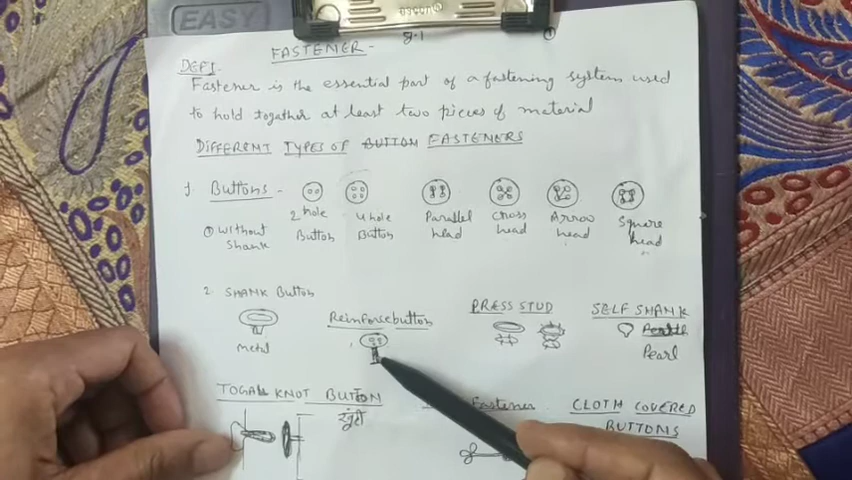 EASY
FASTENER -
DEFI -
Fastener is the essential part of a fastening system used
to hold together at least two pieces of material
DIFFERENT TYPES OF BUTTON FASTENERS
1. Buttons -
① without shank
2 hole Button
4 hole Button
Parallel head
Cross head
Arrow head
Square head
2. SHANK Button
metal
Reinforse button
PRESS STUD
SELF SHANK
Pearl
TOGAL KNOT BUTTON
खूंटी
Fastener
CLOTH COVERED
BUTTONS